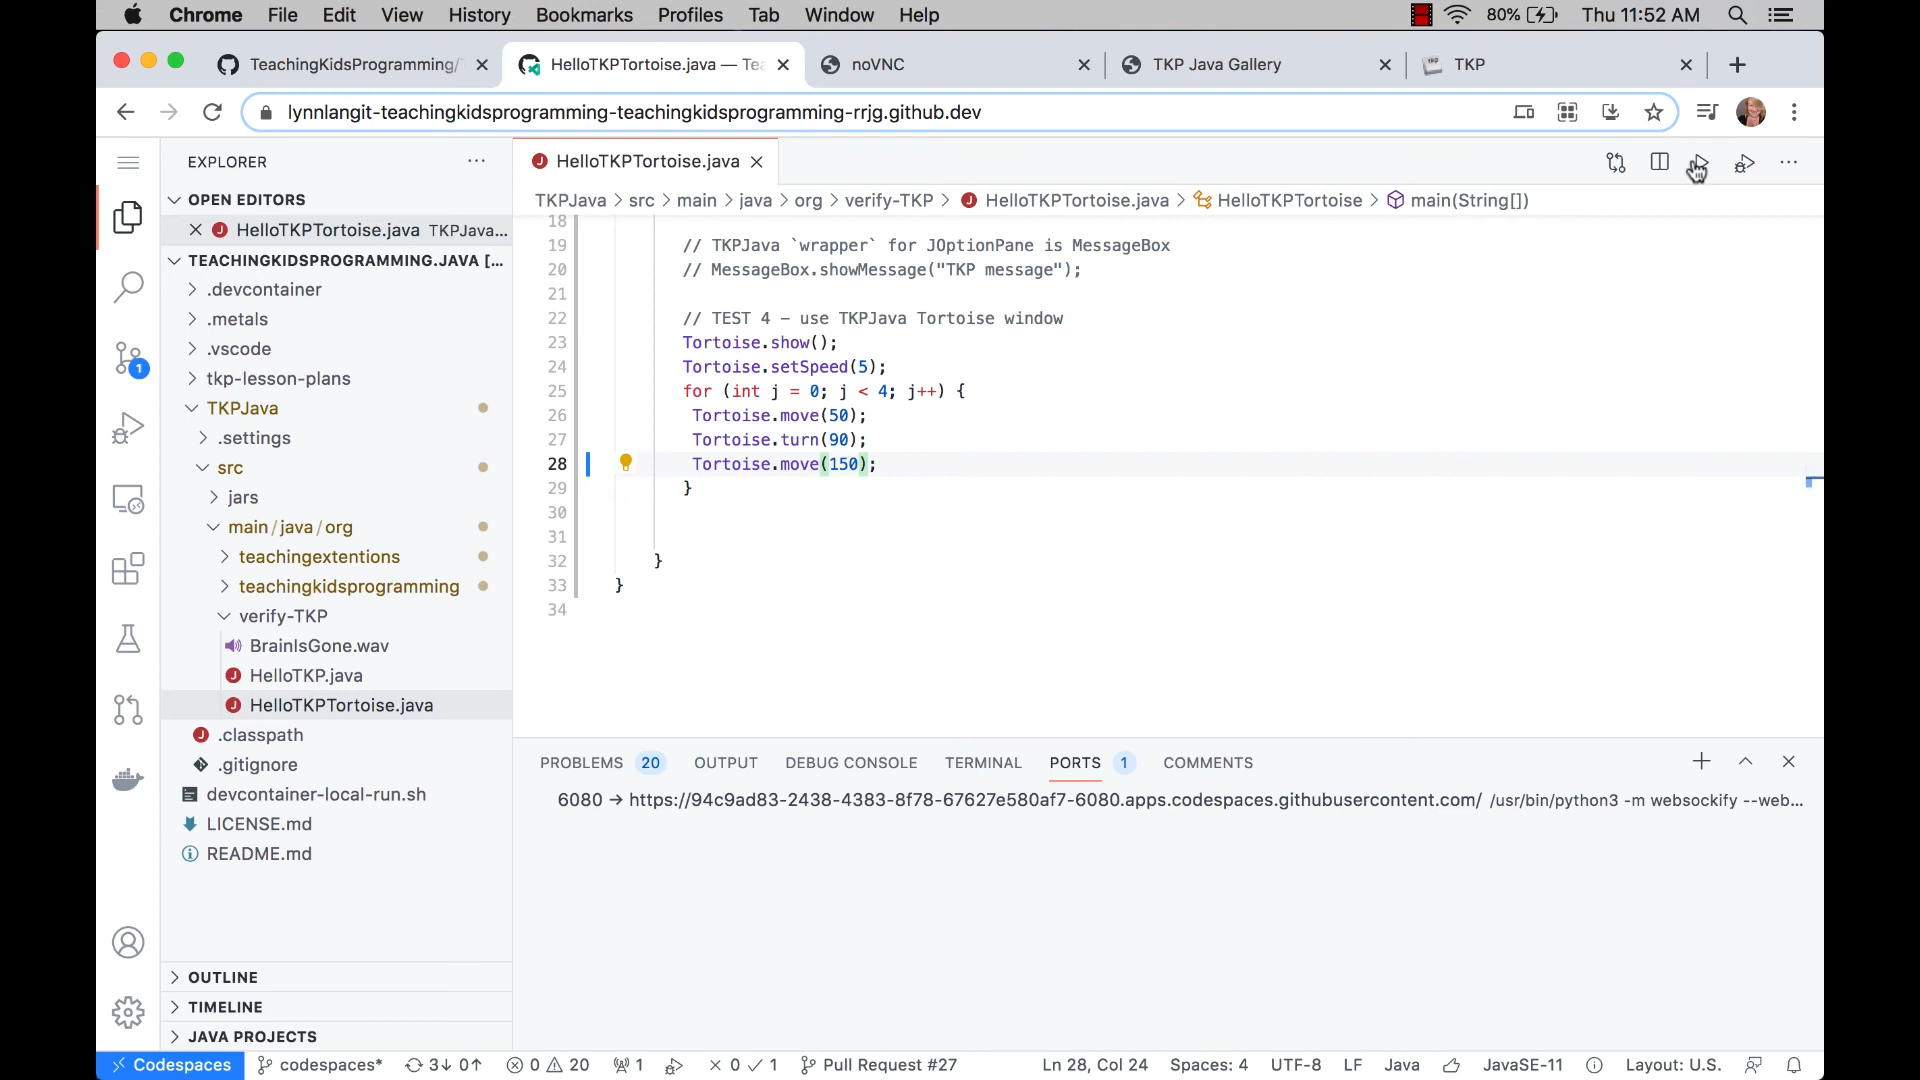 Chrome File Edit View History Bookmarks Profiles Tab Window Help 80% Thu 11:52 AM
TeachingKidsProgramming/ HelloTKPTortoise.java — Tea noVNC TKP Java Gallery TKP
lynnlangit-teachingkidsprogramming-teachingkidsprogramming-rrjg.github.dev
EXPLORER
HelloTKPTortoise.java
OPEN EDITORS
TKPJava > src > main > java > org > verify-TKP > HelloTKPTortoise.java > HelloTKPTortoise > main(String[])
HelloTKPTortoise.java TKPJava...
TEACHINGKIDSPROGRAMMING.JAVA [...
.devcontainer
.metals
.vscode
tkp-lesson-plans
TKPJava
.settings
src
jars
main/java/org
teachingextentions
teachingkidsprogramming
verify-TKP
BrainIsGone.wav
HelloTKP.java
HelloTKPTortoise.java
.classpath
.gitignore
devcontainer-local-run.sh
LICENSE.md
README.md
OUTLINE
TIMELINE
JAVA PROJECTS
1
18
19 // TKPJava `wrapper` for JOptionPane is MessageBox
20 // MessageBox.showMessage("TKP message");
21
22 // TEST 4 – use TKPJava Tortoise window
23 Tortoise.show();
24 Tortoise.setSpeed(5);
25 for (int j = 0; j < 4; j++) {
26 Tortoise.move(50);
27 Tortoise.turn(90);
28 Tortoise.move(150);
29 }
30
31
32 }
33 }
34
PROBLEMS 20 OUTPUT DEBUG CONSOLE TERMINAL PORTS 1 COMMENTS
6080 → https://94c9ad83-2438-4383-8f78-67627e580af7-6080.apps.codespaces.githubusercontent.com/ /usr/bin/python3 -m websockify --web...
Codespaces codespaces* 3↓ 0↑ 0 20 1 0 1 Pull Request #27 Ln 28, Col 24 Spaces: 4 UTF-8 LF Java JavaSE-11 Layout: U.S.